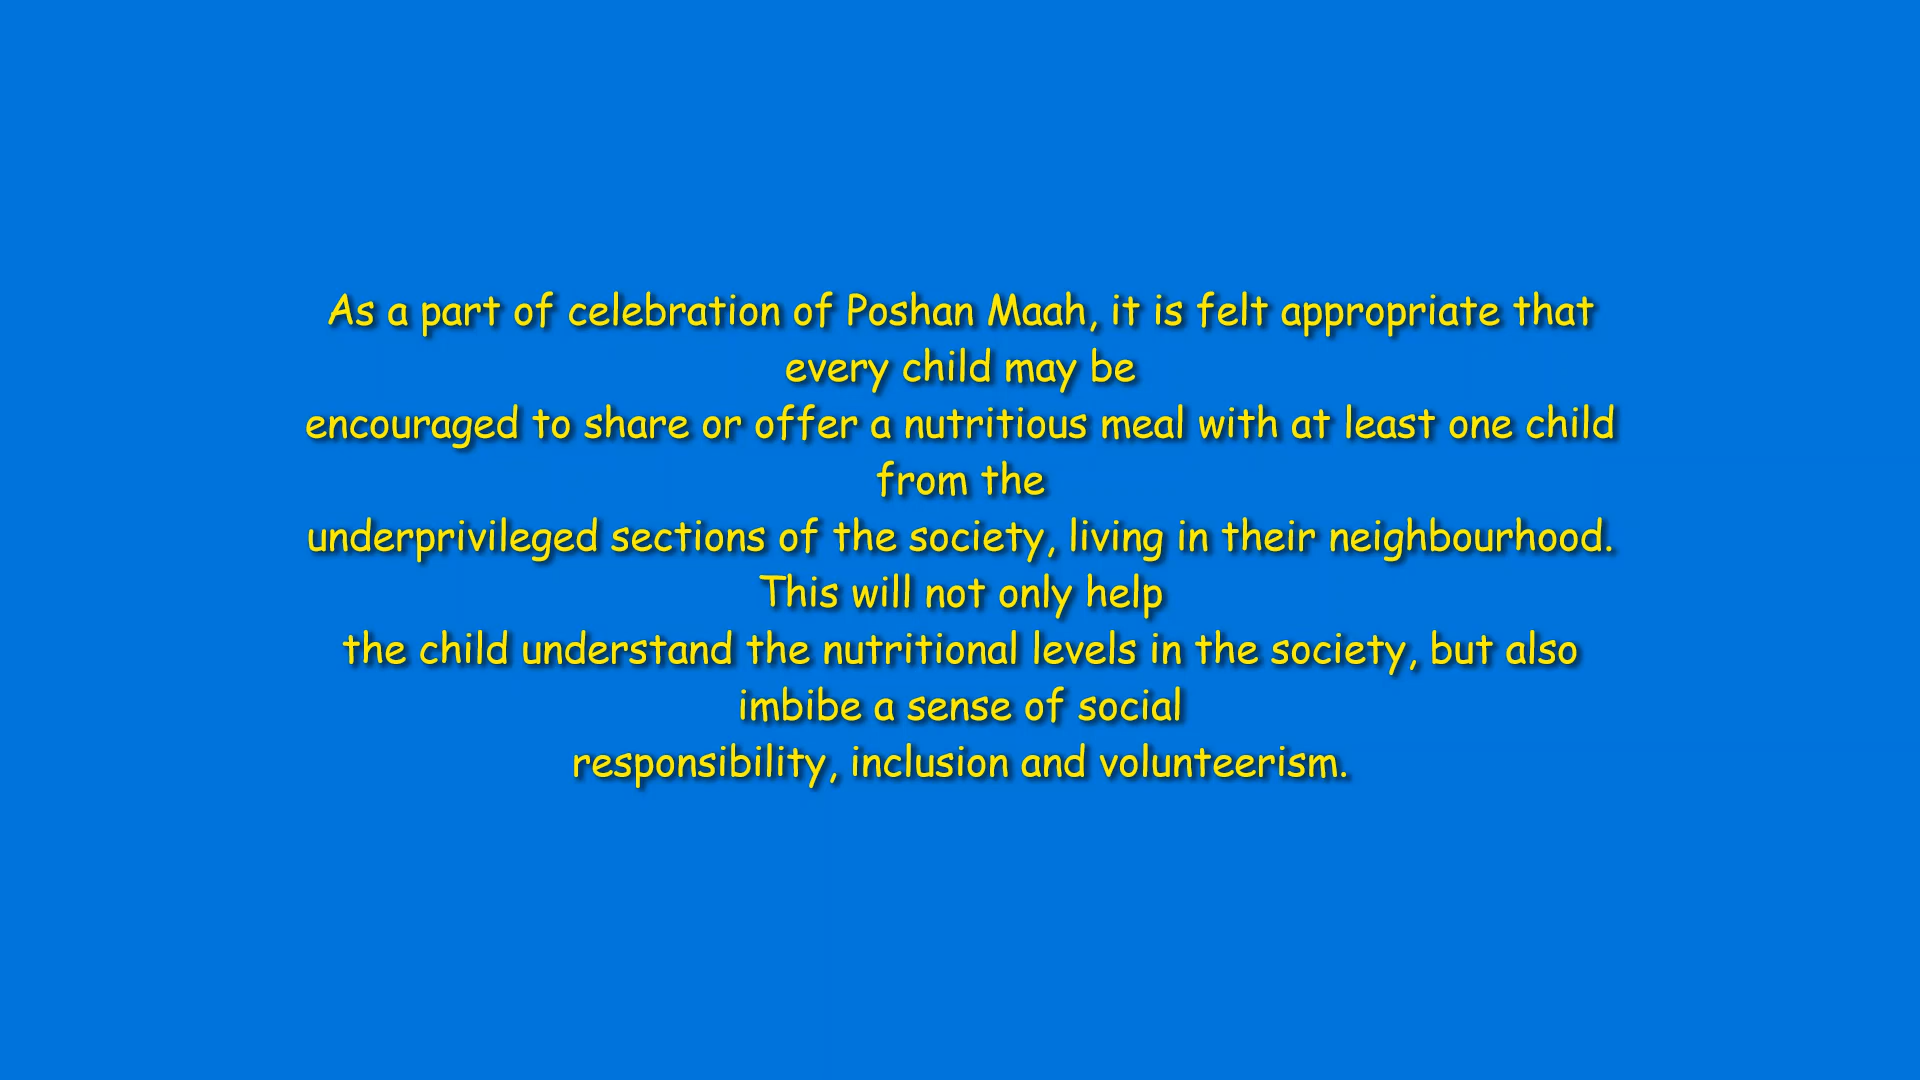 As a part of celebration of Poshan Maah, it is felt appropriate that
every child may be
encouraged to share or offer a nutritious meal with at least one child
from the
underprivileged sections of the society, living in their neighbourhood.
This will not only help
the child understand the nutritional levels in the society, but also
imbibe a sense of social
responsibility, inclusion and volunteerism.